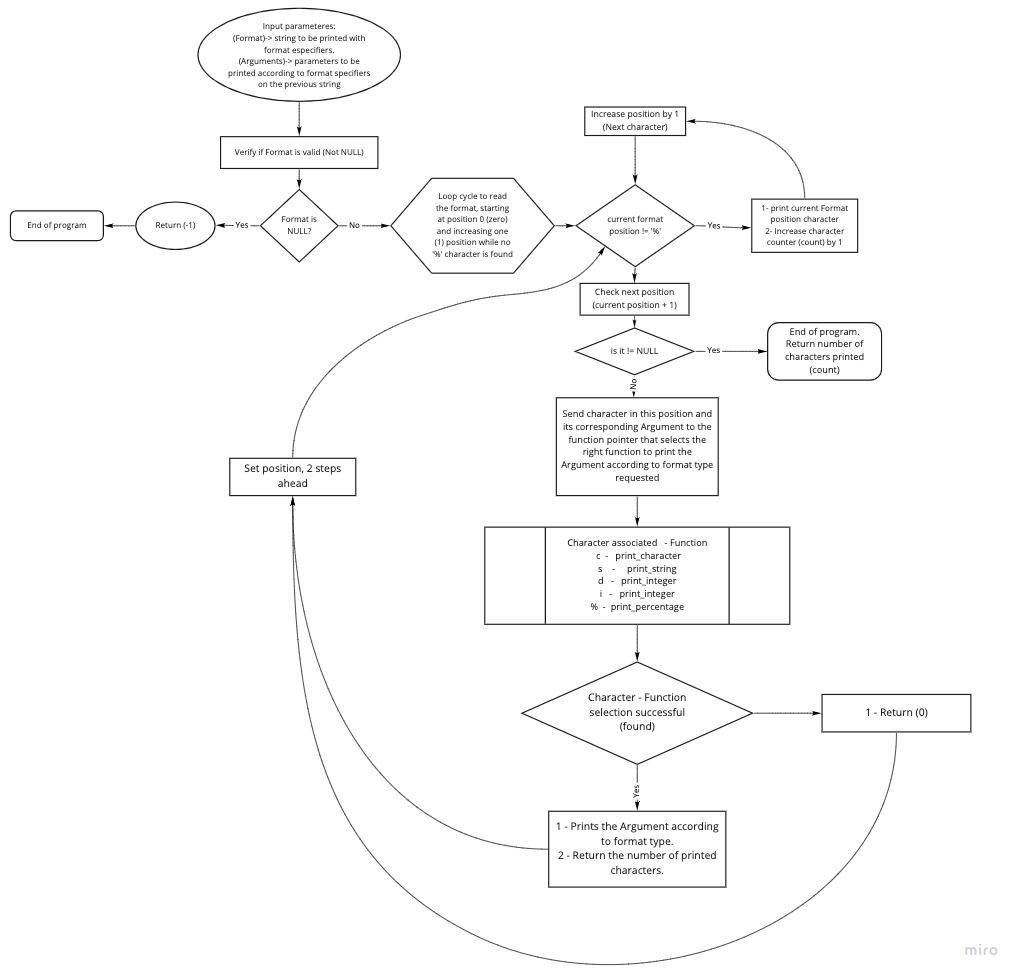 Input parameteres:
(Format)-> string to be printed with
format especifiers.
(Arguments)-> parameters to be
printed according to format specifiers
on the previous string
Verify if Format is valid (Not NULL)
Format is
NULL?
Yes
Return (-1)
End of program
No
Loop cycle to read
the format, starting
at position 0 (zero)
and increasing one
(1) position while no
'%' character is found
Increase position by 1
(Next character)
current format
position != '%'
Yes
1- print current Format
position character
2- Increase character
counter (count) by 1
Check next position
(current position + 1)
is it != NULL
Yes
End of program.
Return number of
characters printed
(count)
No
Send character in this position and
its corresponding Argument to the
function pointer that selects the
right function to print the
Argument according to format type
requested
Set position, 2 steps
ahead
Character associated - Function
c - print_character
s - print_string
d - print_integer
i - print_integer
% - print_percentage
Character - Function
selection successful
(found)
1 - Return (0)
Yes
1 - Prints the Argument according
to format type.
2 - Return the number of printed
characters.
miro